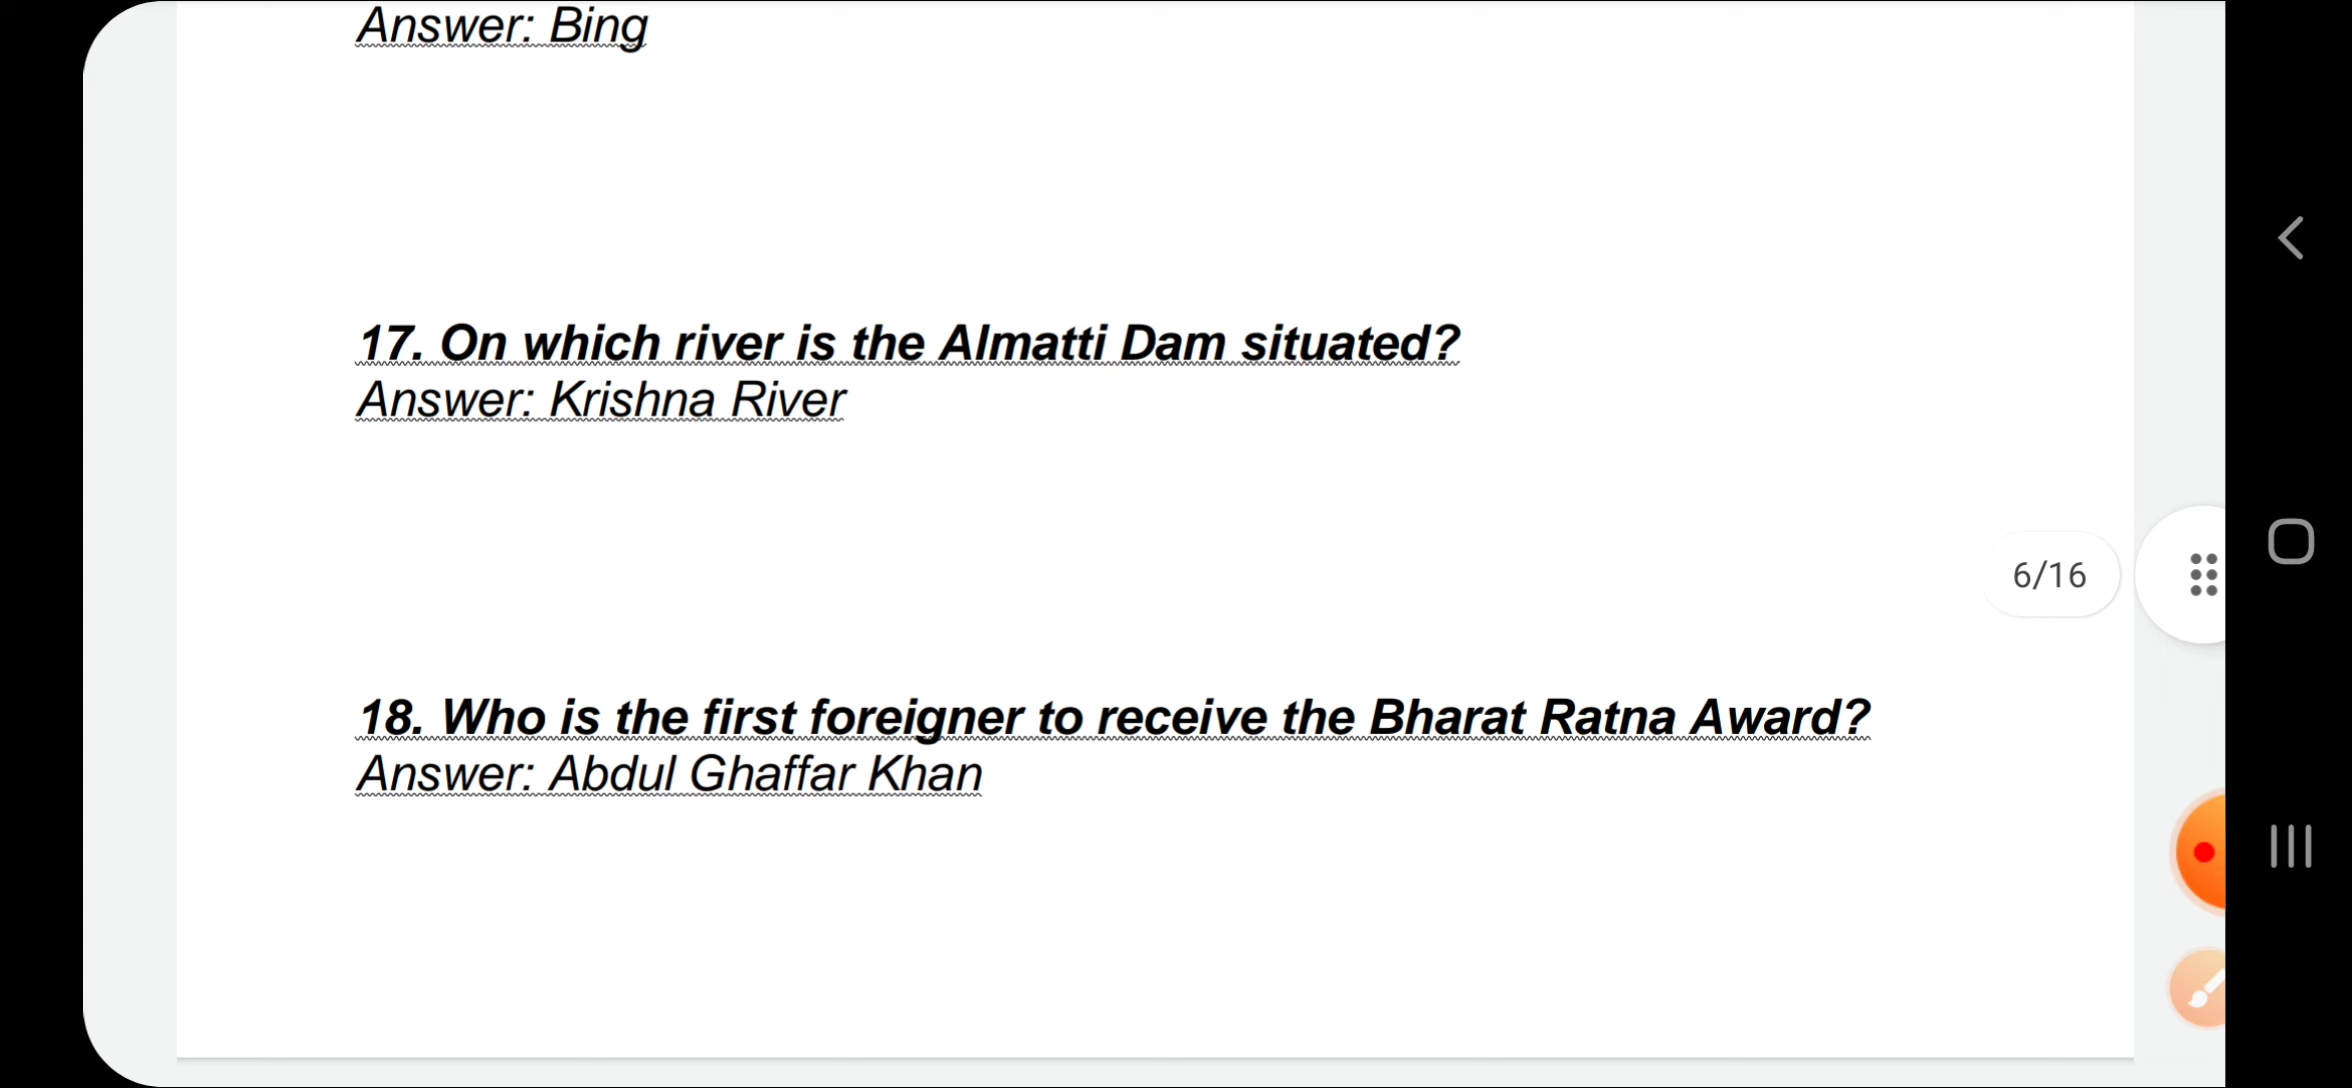 Answer: Bing
17. On which river is the Almatti Dam situated?
Answer: Krishna River
6/16
18. Who is the first foreigner to receive the Bharat Ratna Award?
Answer: Abdul Ghaffar Khan